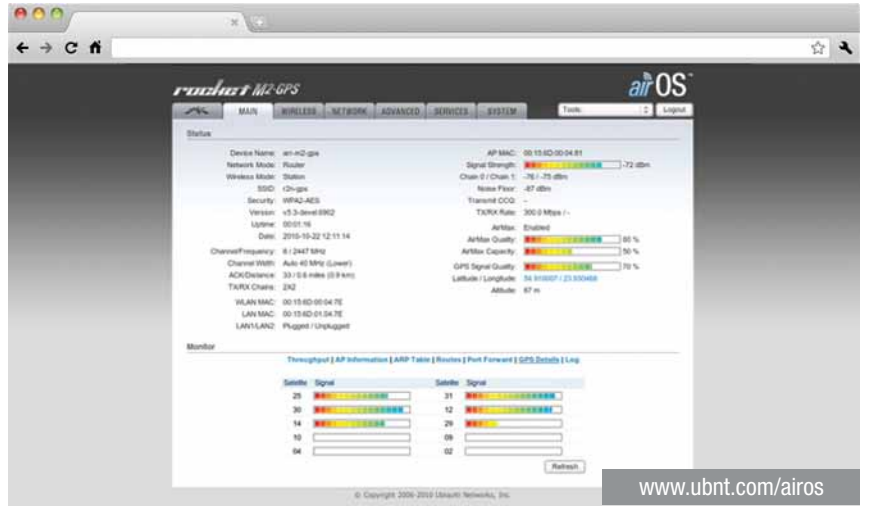 rocket M2-GPS
airOS™
MAIN WIRELESS NETWORK ADVANCED SERVICES SYSTEM Tools: Logout
Status
Device Name: arr-m2-gps
Network Mode: Router
Wireless Mode: Station
SSID: r2n-gps
Security: WPA2-AES
Version: v5.3-devel.6962
Uptime: 00:01:16
Date: 2010-10-22 12:11:14
Channel/Frequency: 8 / 2447 MHz
Channel Width: Auto 40 MHz (Lower)
ACK/Distance: 33 / 0.6 miles (0.9 km)
TX/RX Chains: 2X2
WLAN MAC: 00:15:6D:00:04:7E
LAN MAC: 00:15:6D:01:04:7E
LAN1/LAN2: Plugged / Unplugged
AP MAC: 00:15:6D:00:04:81
Signal Strength: -72 dBm
Chain 0 / Chain 1: -76 / -75 dBm
Noise Floor: -87 dBm
Transmit CCQ: -
TX/RX Rate: 300.0 Mbps / -
AirMax: Enabled
AirMax Quality: 80 %
AirMax Capacity: 50 %
GPS Signal Quality: 70 %
Latitude / Longitude:
Altitude: 67 m
Monitor
Throughput | AP Information | ARP Table | Routes | Port Forward | GPS Details | Log
Satellite Signal Satellite Signal
25 31
30 12
14 29
10 09
04 02
Refresh
© Copyright 2006-2010 Ubiquiti Networks, Inc.
www.ubnt.com/airos